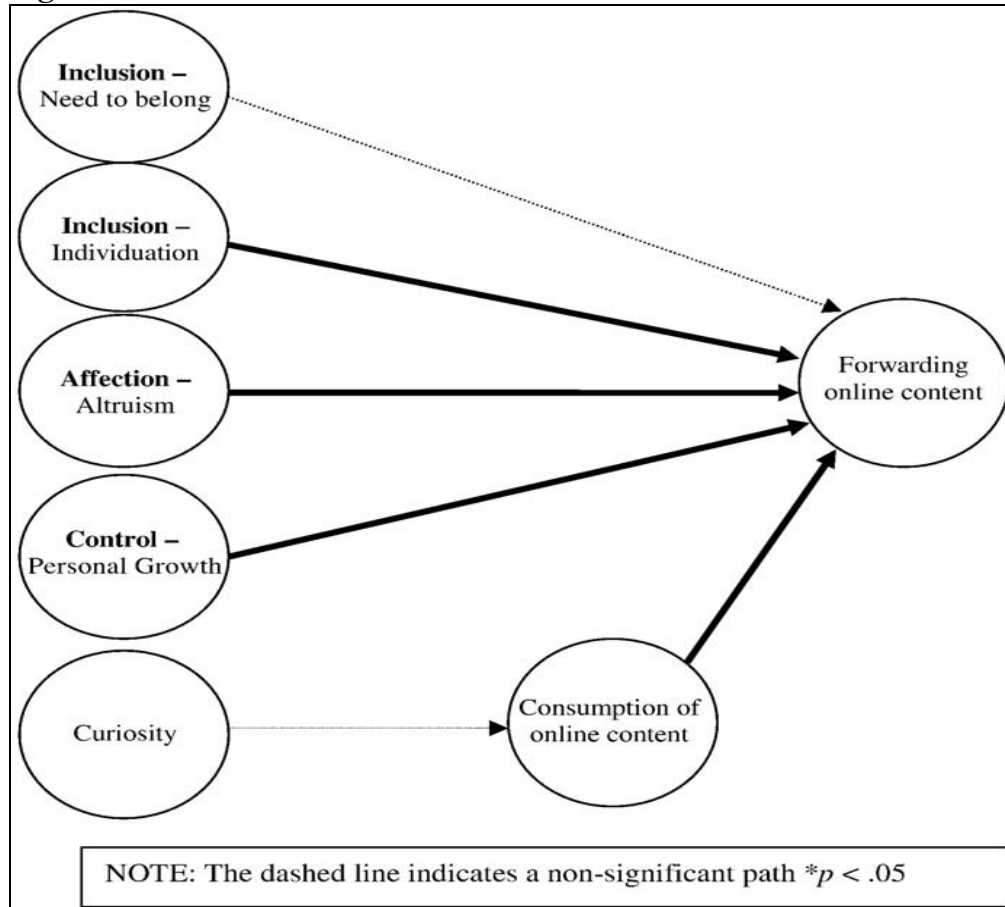 Inclusion –
Need to belong
Inclusion –
Individuation
Affection –
Altruism
Control –
Personal Growth
Curiosity
Consumption of
online content
Forwarding
online content
NOTE: The dashed line indicates a non-significant path *p < .05